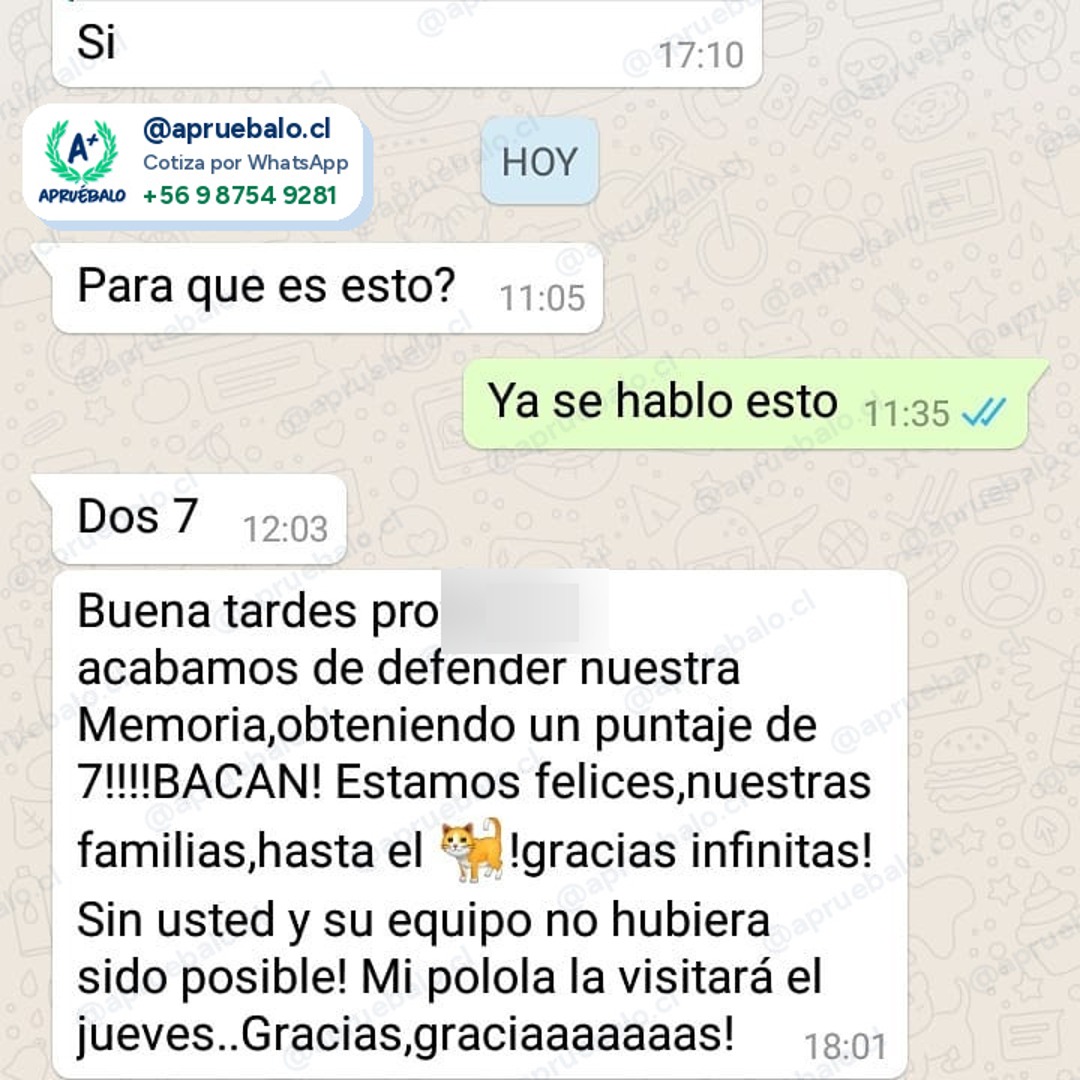 Si
17:10
A+
APRUÉBALO
@apruebalo.cl
Cotiza por WhatsApp
+56 9 8754 9281
HOY
Para que es esto?
11:05
Ya se hablo esto
11:35
Dos 7
12:03
Buena tardes
acabamos de defender nuestra
Memoria,obteniendo un puntaje de
7!!!!BACAN! Estamos felices,nuestras
familias,hasta el 🐈!gracias infinitas!
Sin usted y su equipo no hubiera
sido posible! Mi polola la visitará el
jueves..Gracias,graciaaaaaaas!
18:01